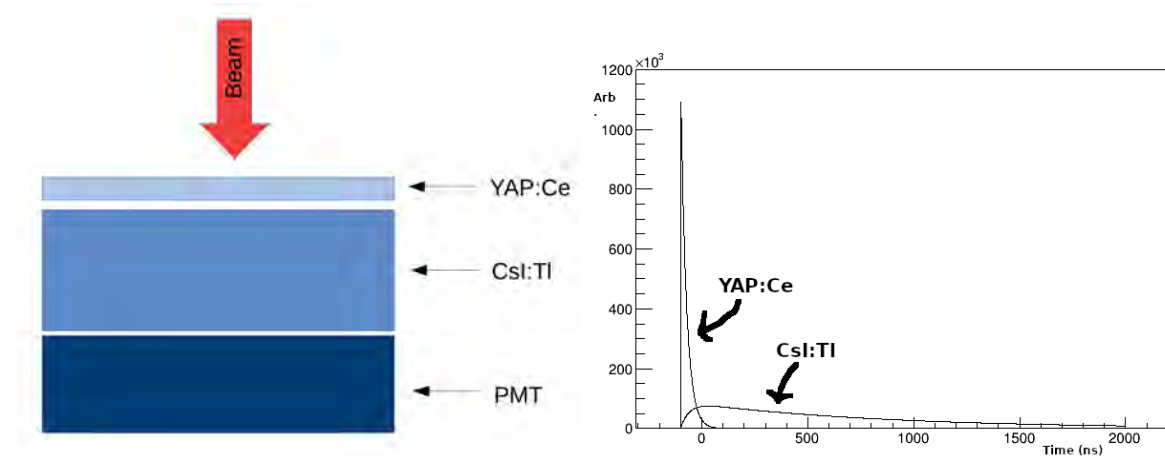 Beam
YAP:Ce
CsI:Tl
PMT
×10³
1200
Arb
.
1000
800
600
YAP:Ce
400
CsI:Tl
200
0
0 500 1000 1500 2000
Time (ns)